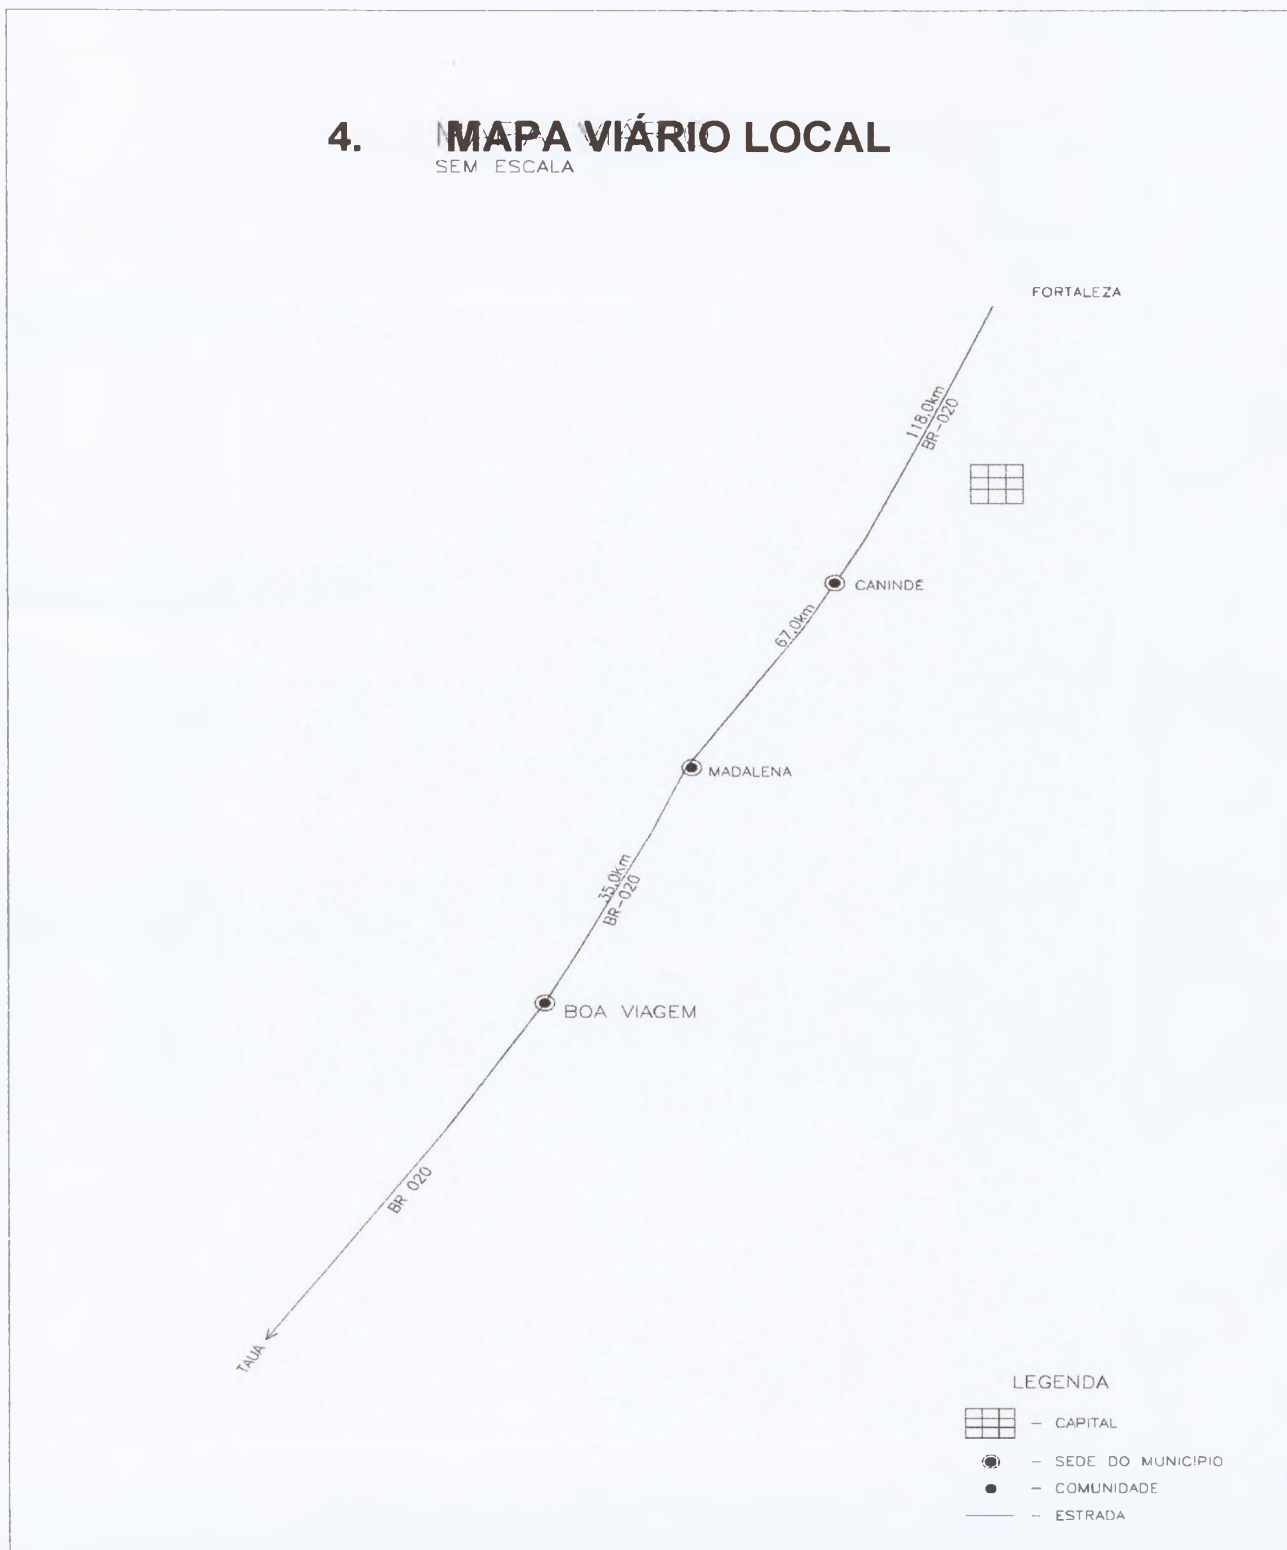 4. MAPA VIÁRIO LOCAL
SEM ESCALA
FORTALEZA
118.0km
BR-020
CANINDÉ
67.0km
MADALENA
35.0Km
BR-020
BOA VIAGEM
BR 020
TAUA
LEGENDA
- CAPITAL
- SEDE DO MUNICÍPIO
- COMUNIDADE
- ESTRADA